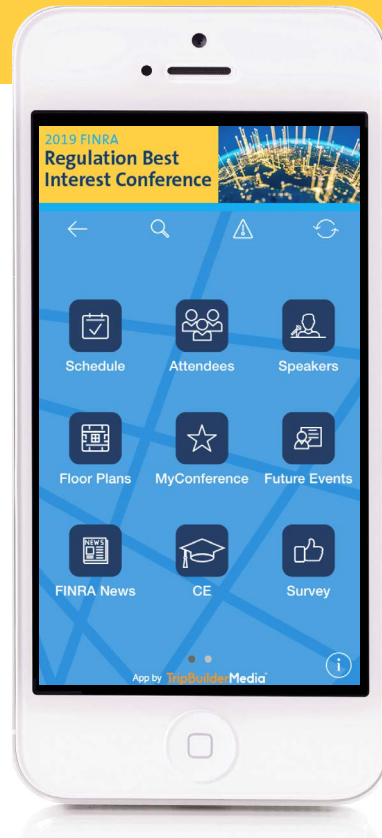 2019 FINRA
Regulation Best
Interest Conference
Schedule
Attendees
Speakers
Floor Plans
MyConference
Future Events
NEWS
FINRA News
CE
Survey
i
App by TripBuilderMedia